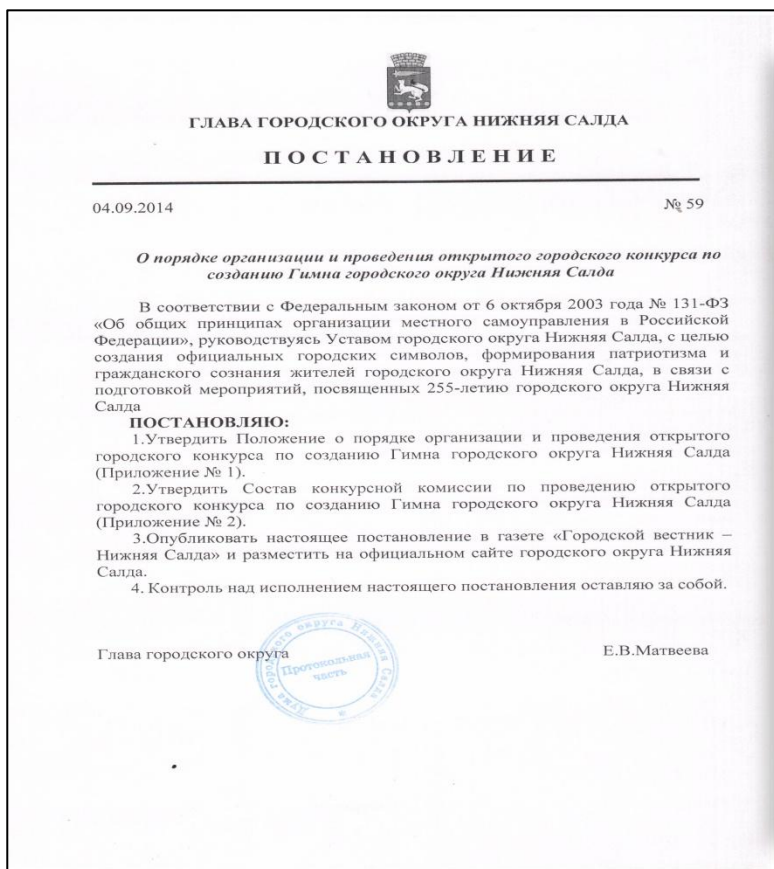 ГЛАВА ГОРОДСКОГО ОКРУГА НИЖНЯЯ САЛДА
ПОСТАНОВЛЕНИЕ
04.09.2014 № 59
О порядке организации и проведения открытого городского конкурса по
созданию Гимна городского округа Нижняя Салда
В соответствии с Федеральным законом от 6 октября 2003 года № 131-ФЗ
«Об общих принципах организации местного самоуправления в Российской
Федерации», руководствуясь Уставом городского округа Нижняя Салда, с целью
создания официальных городских символов, формирования патриотизма и
гражданского сознания жителей городского округа Нижняя Салда, в связи с
подготовкой мероприятий, посвященных 255-летию городского округа Нижняя
Салда
ПОСТАНОВЛЯЮ:
1.Утвердить Положение о порядке организации и проведения открытого
городского конкурса по созданию Гимна городского округа Нижняя Салда
(Приложение № 1).
2.Утвердить Состав конкурсной комиссии по проведению открытого
городского конкурса по созданию Гимна городского округа Нижняя Салда
(Приложение № 2).
3.Опубликовать настоящее постановление в газете «Городской вестник –
Нижняя Салда» и разместить на официальном сайте городского округа Нижняя
Салда.
4. Контроль над исполнением настоящего постановления оставляю за собой.
Глава городского округа Е.В.Матвеева
Дума городского округа Нижняя Салда
Протокольная
часть